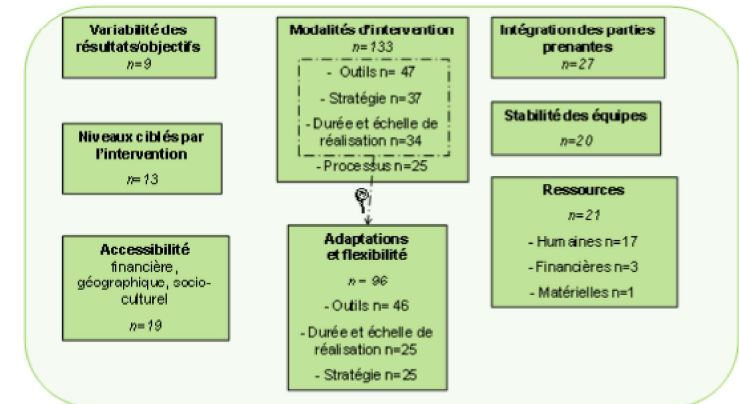 Variabilité des
résultats/objectifs
n=9
Niveaux ciblés par
l'intervention
n=13
Accessibilité
financière,
géographique, socio-
culturel
n=19
Modalités d'intervention
n=133
- Outils n= 47
- Stratégie n=37
- Durée et échelle de
réalisation n=34
- Processus n=25
Adaptations
et flexibilité
n= 96
- Outils n= 46
- Durée et échelle de
réalisation n=25
- Stratégie n=25
Intégration des parties
prenantes
n=27
Stabilité des équipes
n=20
Ressources
n=21
- Humaines n=17
- Financières n=3
- Matérielles n=1